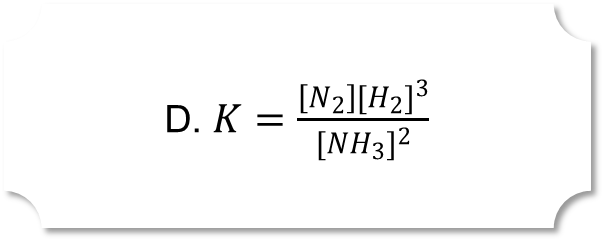 D. K = [N₂][H₂]³ / [NH₃]²